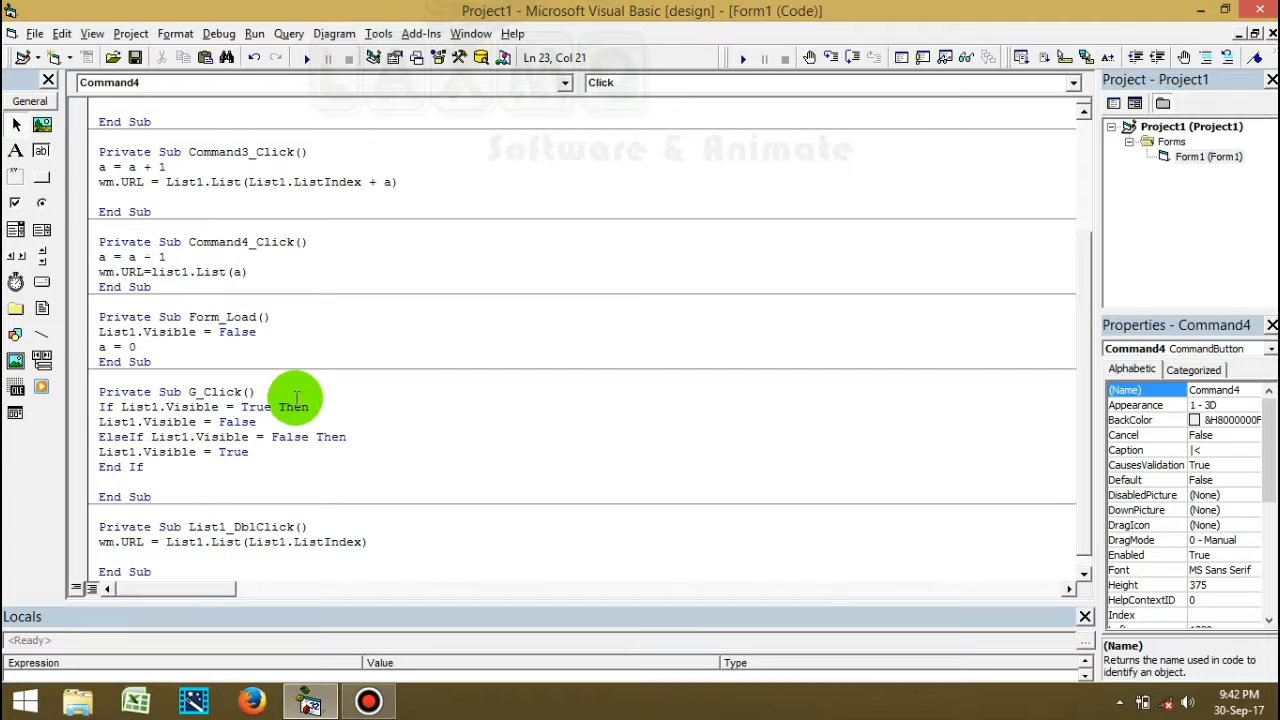 Project1 - Microsoft Visual Basic [design] - [Form1 (Code)]
File Edit View Project Format Debug Run Query Diagram Tools Add-Ins Window Help
Ln 23, Col 21
Command4 Click
General
Project - Project1
Project1 (Project1)
Forms
Form1 (Form1)
Software & Animate
End Sub
Private Sub Command3_Click()
a = a + 1
wm.URL = List1.List(List1.ListIndex + a)
End Sub
Private Sub Command4_Click()
a = a - 1
wm.URL=list1.List(a)
End Sub
Private Sub Form_Load()
List1.Visible = False
a = 0
End Sub
Private Sub G_Click()
If List1.Visible = True Then
List1.Visible = False
ElseIf List1.Visible = False Then
List1.Visible = True
End If
End Sub
Private Sub List1_DblClick()
wm.URL = List1.List(List1.ListIndex)
End Sub
Properties - Command4
Command4 CommandButton
Alphabetic Categorized
(Name) Command4
Appearance 1 - 3D
BackColor &H8000000F
Cancel False
Caption |<
CausesValidation True
Default False
DisabledPicture (None)
DownPicture (None)
DragIcon (None)
DragMode 0 - Manual
Enabled True
Font MS Sans Serif
Height 375
HelpContextID 0
Index
(Name)
Returns the name used in code to
identify an object.
Locals
<Ready>
Expression Value Type
9:42 PM
30-Sep-17